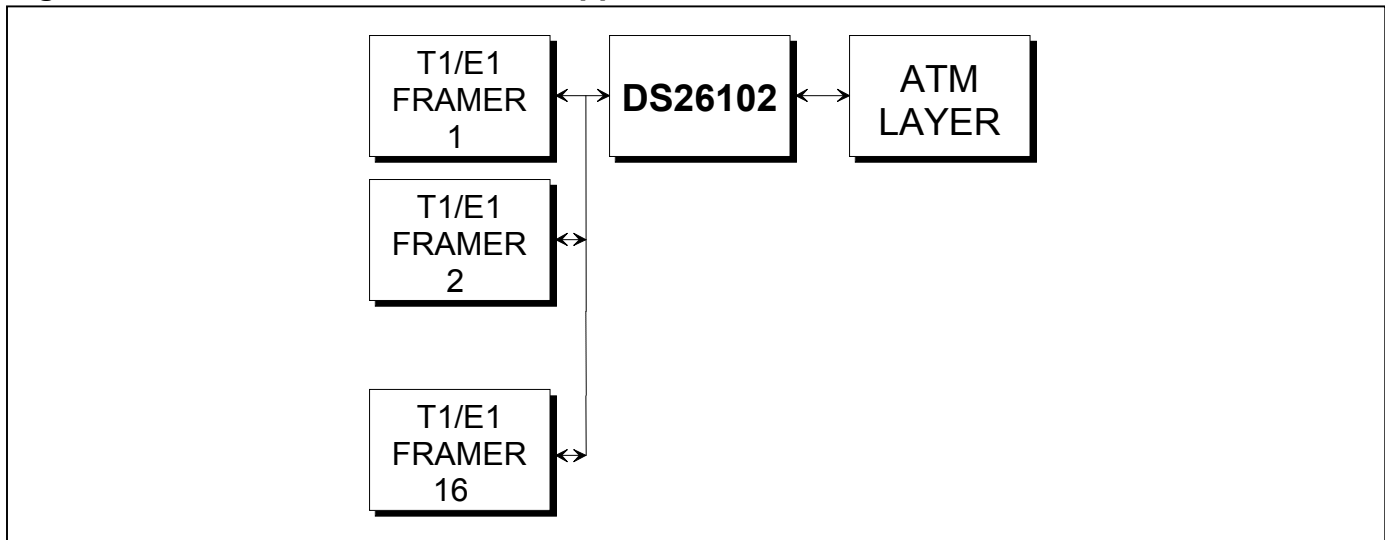 T1/E1
FRAMER
1
DS26102
ATM
LAYER
T1/E1
FRAMER
2
T1/E1
FRAMER
16